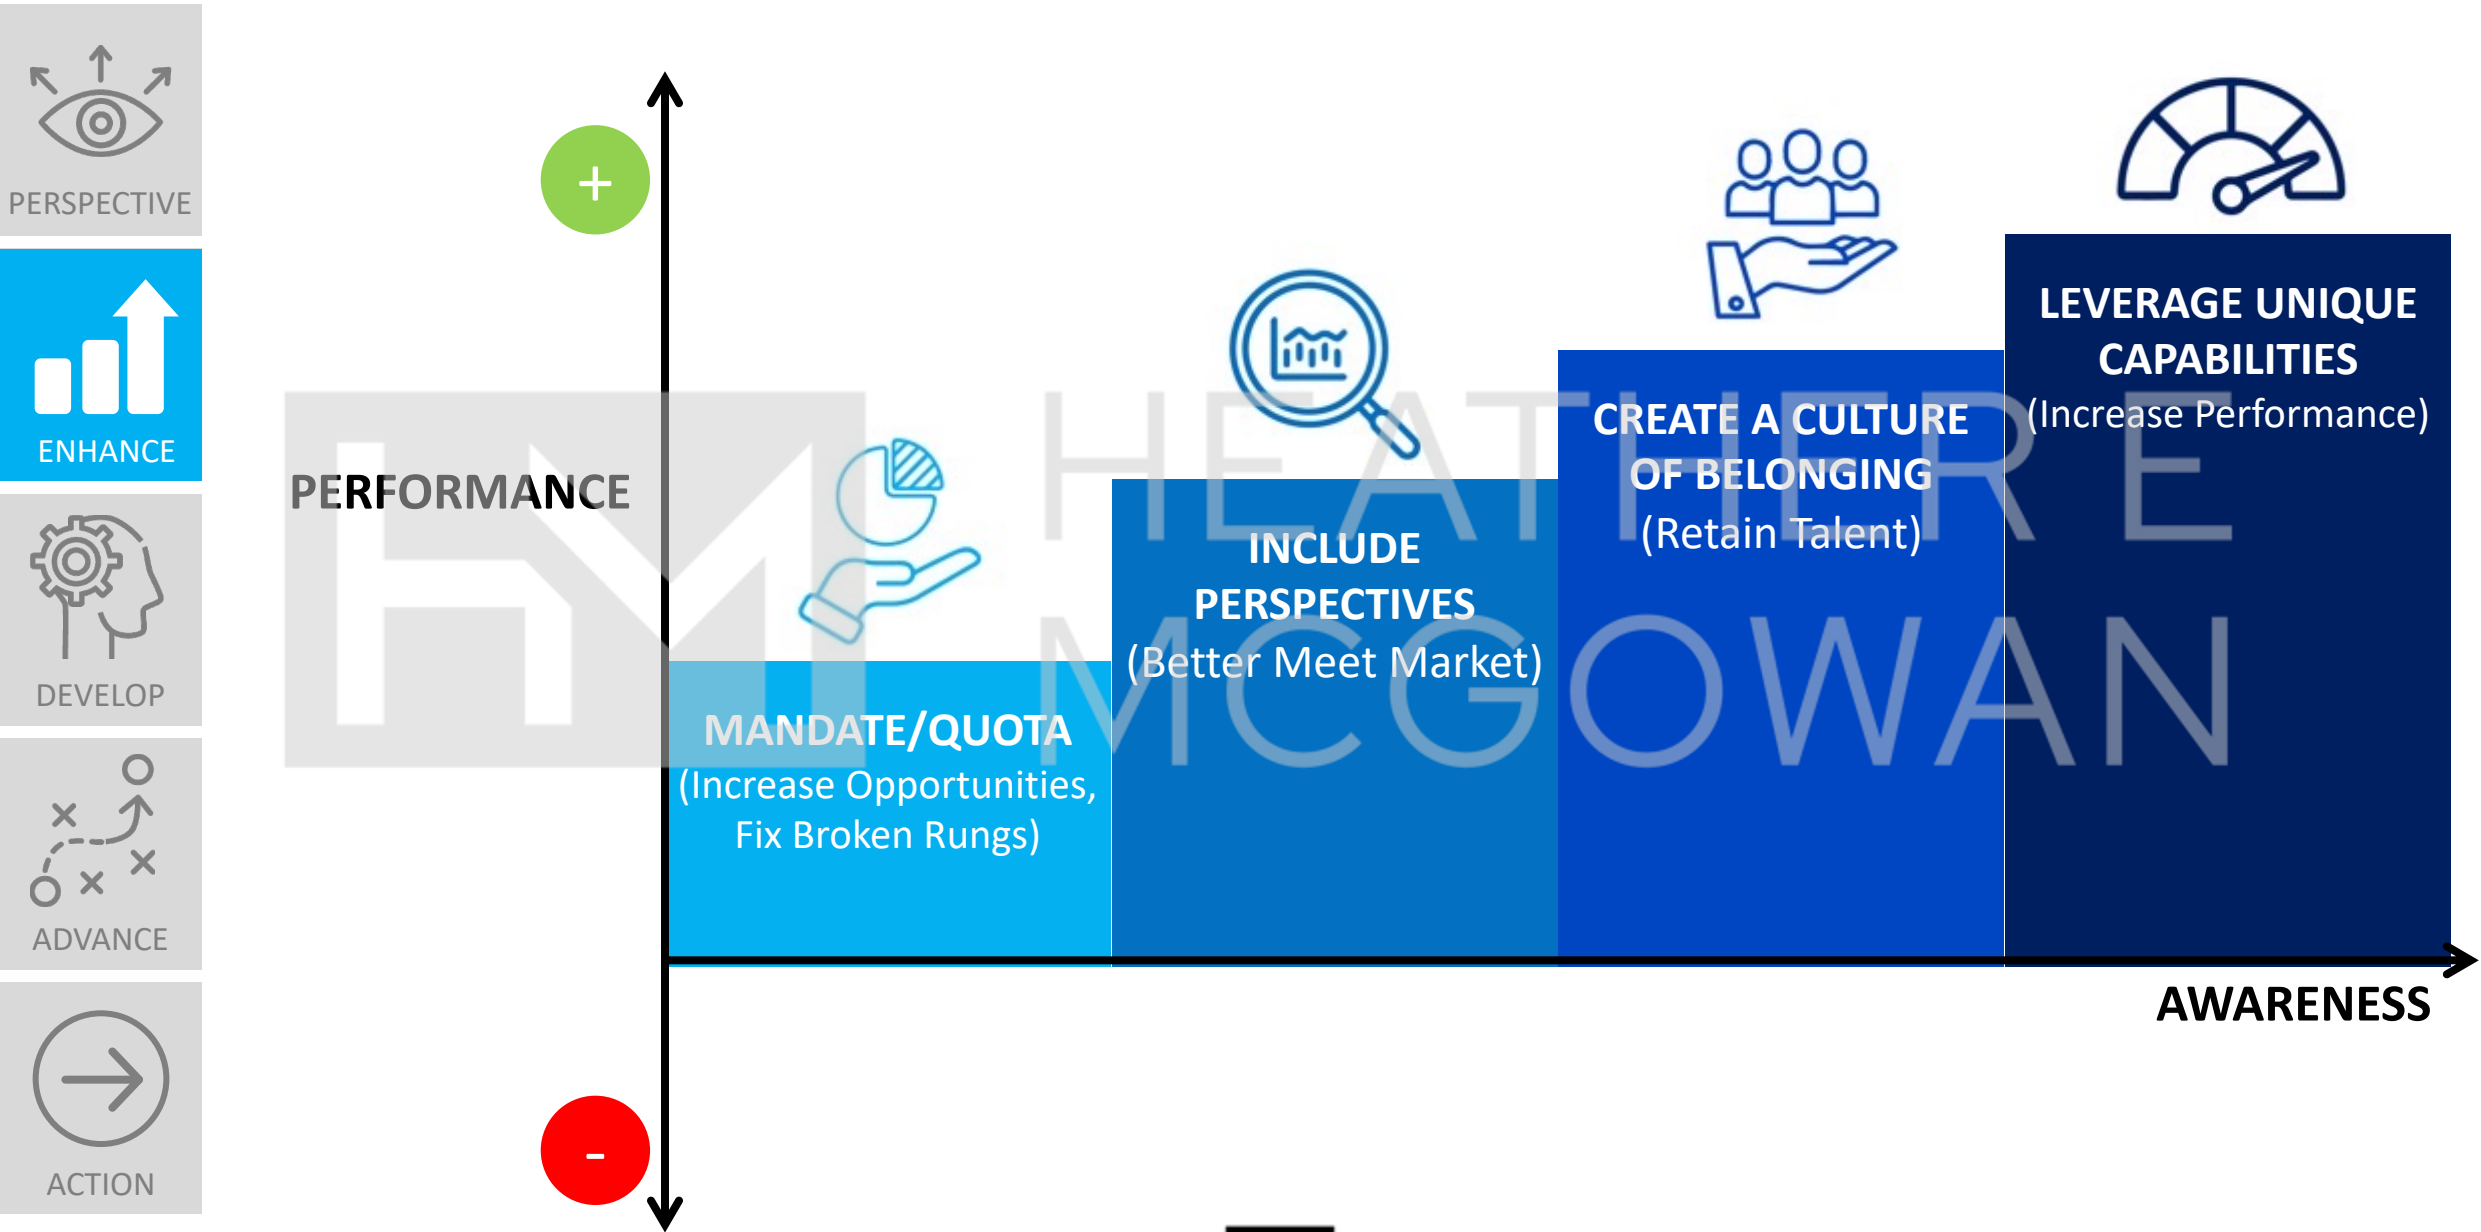 PERSPECTIVE
ENHANCE
DEVELOP
ADVANCE
ACTION
+
PERFORMANCE
-
MANDATE/QUOTA
(Increase Opportunities,
Fix Broken Rungs)
INCLUDE
PERSPECTIVES
(Better Meet Market)
CREATE A CULTURE
OF BELONGING
(Retain Talent)
LEVERAGE UNIQUE
CAPABILITIES
(Increase Performance)
AWARENESS
HM
HEATHER E
MCGOWAN